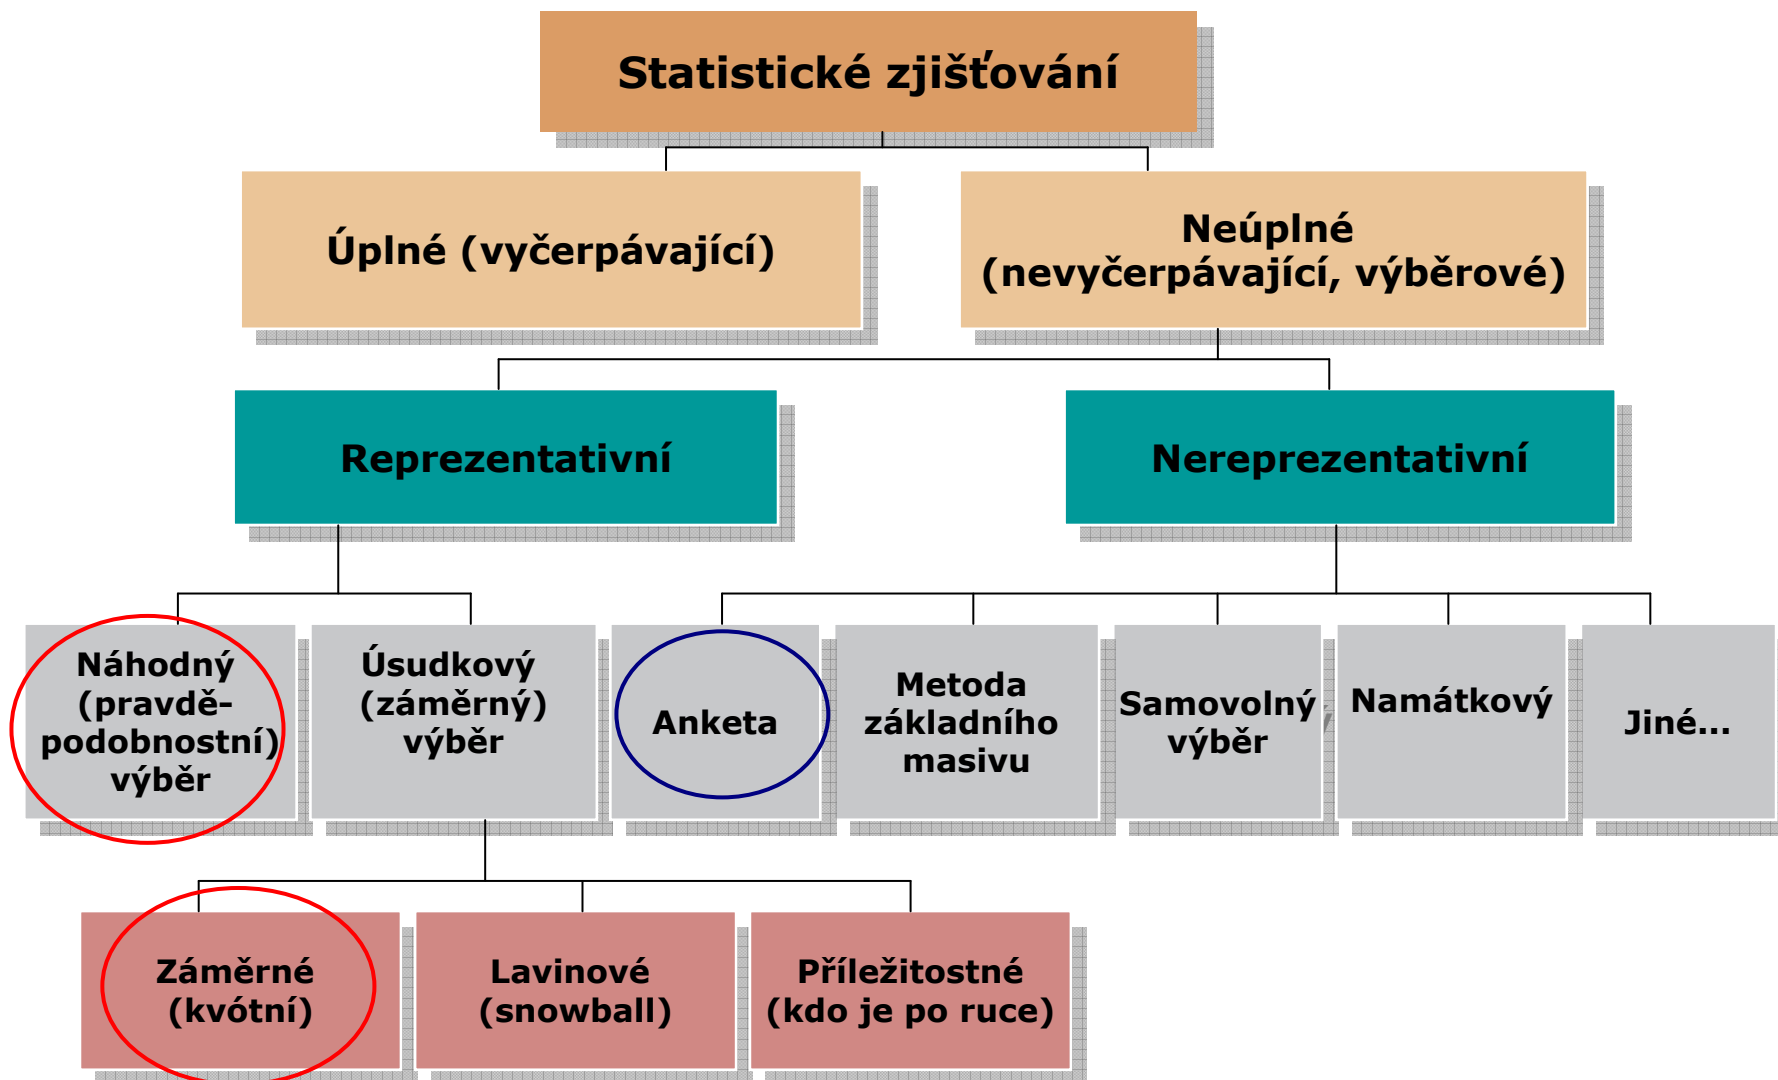 Statistické zjišťování
Úplné (vyčerpávající)
Neúplné
(nevyčerpávající, výběrové)
Reprezentativní
Nereprezentativní
Náhodný
(pravdě-
podobnostní)
výběr
Úsudkový
(záměrný)
výběr
Anketa
Metoda
základního
masivu
Samovolný
výběr
Namátkový
Jiné…
Záměrné
(kvótní)
Lavinové
(snowball)
Příležitostné
(kdo je po ruce)